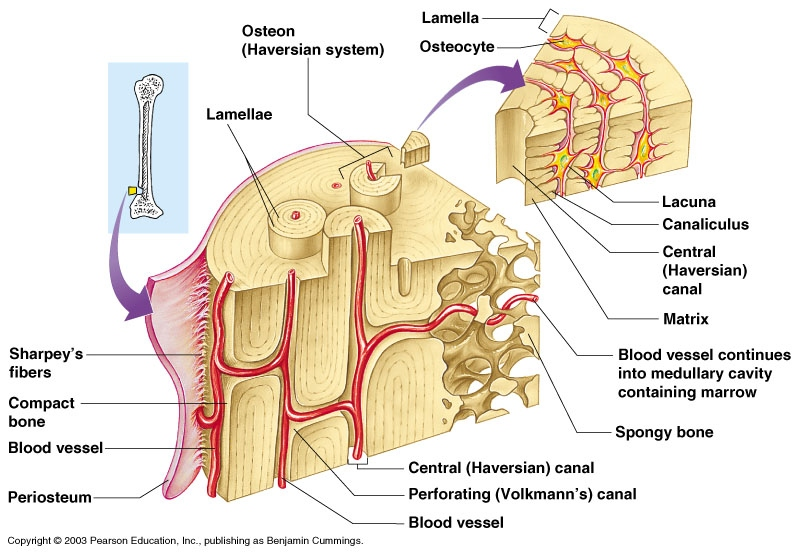 Osteon
(Haversian system)
Lamella
Osteocyte
Lamellae
Lacuna
Canaliculus
Central
(Haversian)
canal
Matrix
Sharpey's
fibers
Compact
bone
Blood vessel
Periosteum
Blood vessel continues
into medullary cavity
containing marrow
Spongy bone
Central (Haversian) canal
Perforating (Volkmann's) canal
Blood vessel
Copyright © 2003 Pearson Education, Inc., publishing as Benjamin Cummings.